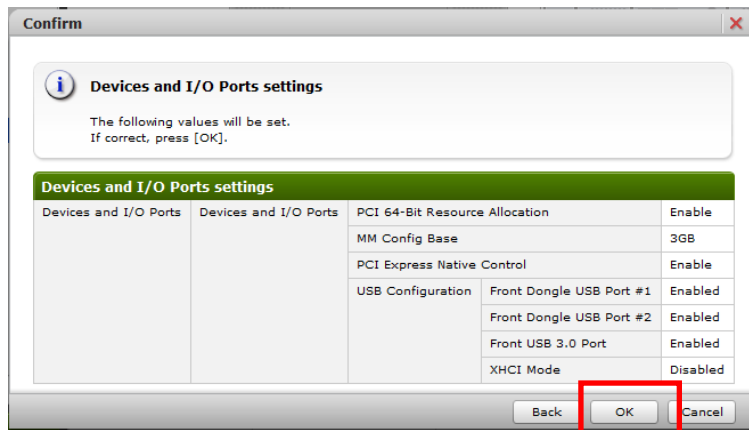 Confirm
Devices and I/O Ports settings
The following values will be set.
If correct, press [OK].
Devices and I/O Ports settings
Devices and I/O Ports Devices and I/O Ports PCI 64-Bit Resource Allocation Enable
MM Config Base 3GB
PCI Express Native Control Enable
USB Configuration Front Dongle USB Port #1 Enabled
Front Dongle USB Port #2 Enabled
Front USB 3.0 Port Enabled
XHCI Mode Disabled
Back OK Cancel